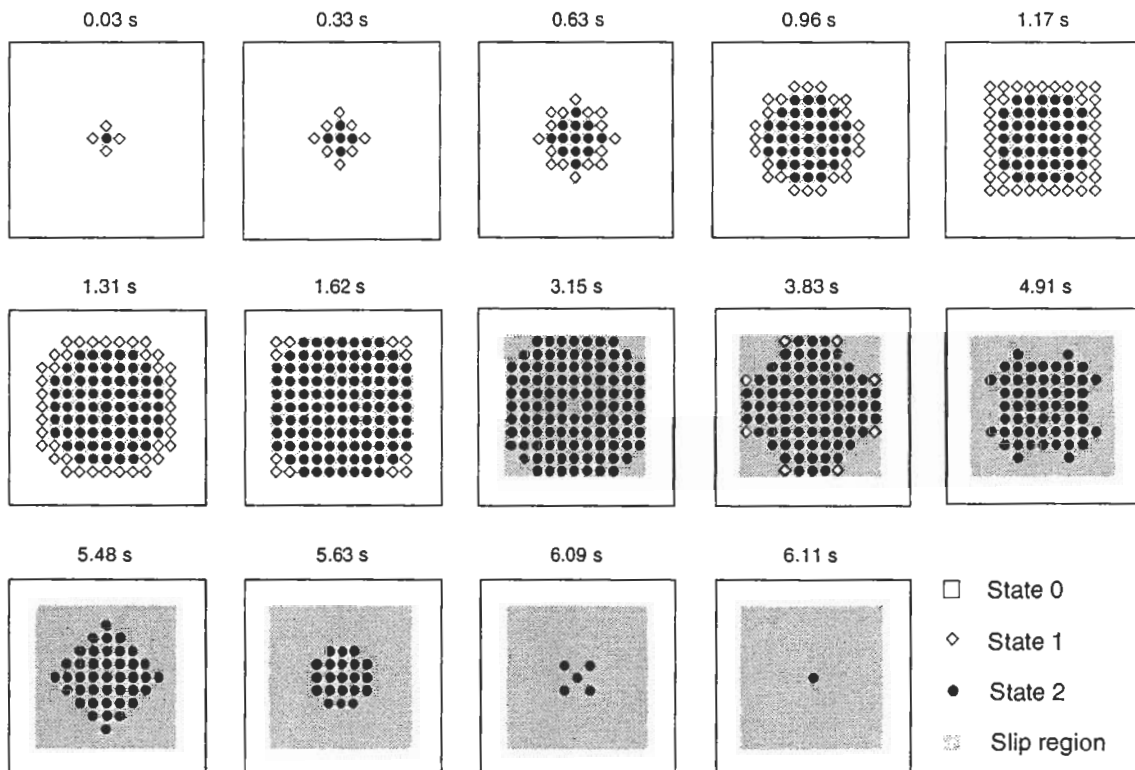 0.03 s 0.33 s 0.63 s 0.96 s 1.17 s
1.31 s 1.62 s 3.15 s 3.83 s 4.91 s
5.48 s 5.63 s 6.09 s 6.11 s
State 0
State 1
State 2
Slip region